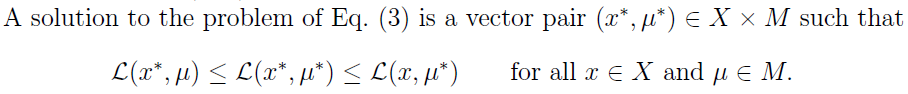 A solution to the problem of Eq. (3) is a vector pair (x*, μ*) ∈ X × M such that
ℒ(x*, μ) ≤ ℒ(x*, μ*) ≤ ℒ(x, μ*) for all x ∈ X and μ ∈ M.